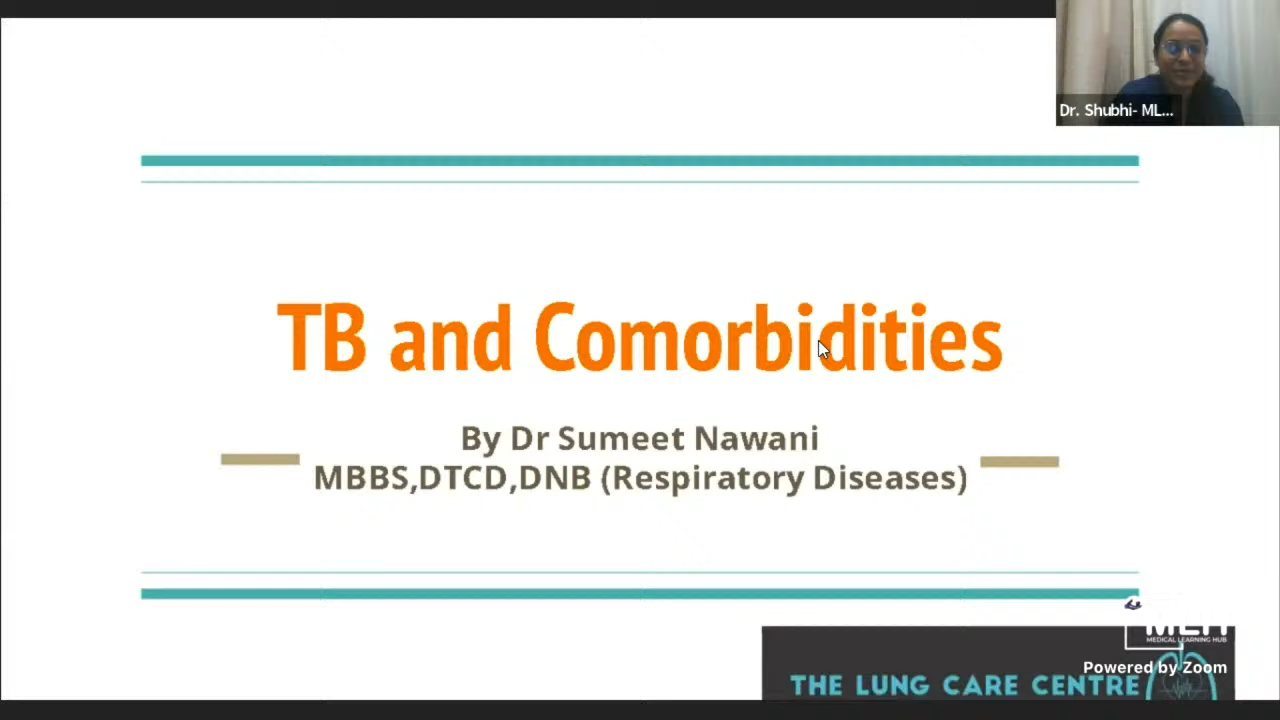 Dr. Shubhi- ML...
TB and Comorbidities
By Dr Sumeet Nawani
MBBS,DTCD,DNB (Respiratory Diseases)
MEDICAL LEARNING HUB
Powered by Zoom
THE LUNG CARE CENTRE